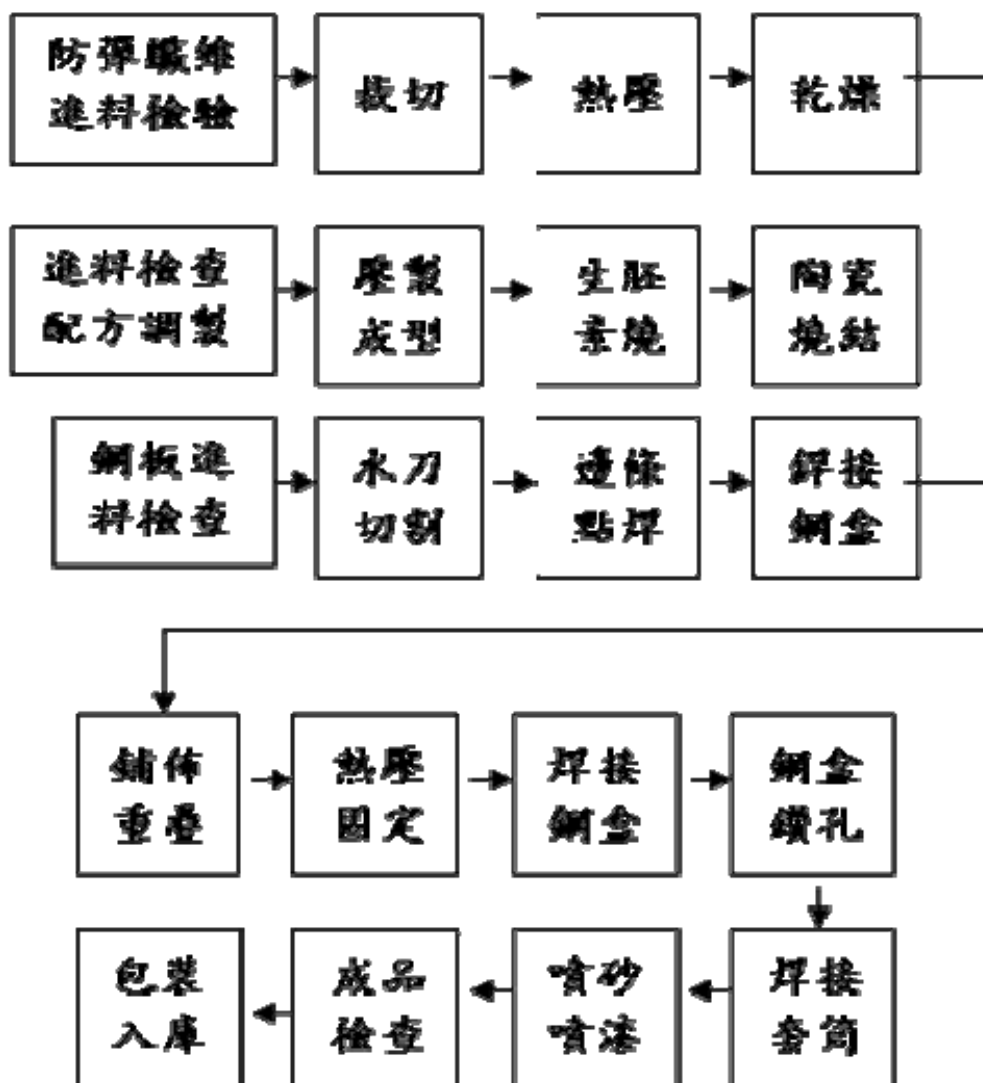 防彈纖維
進料檢驗
裁切
熱壓
乾燥
進料檢查
配方調製
壓製
成型
生胚
素燒
陶瓷
燒結
鋼板進
料檢查
水刀
切割
邊條
點焊
銲接
鋼盒
鋪佈
重疊
熱壓
固定
焊接
鋼盒
鋼盒
鑽孔
包裝
入庫
成品
檢查
噴砂
噴漆
焊接
套筒